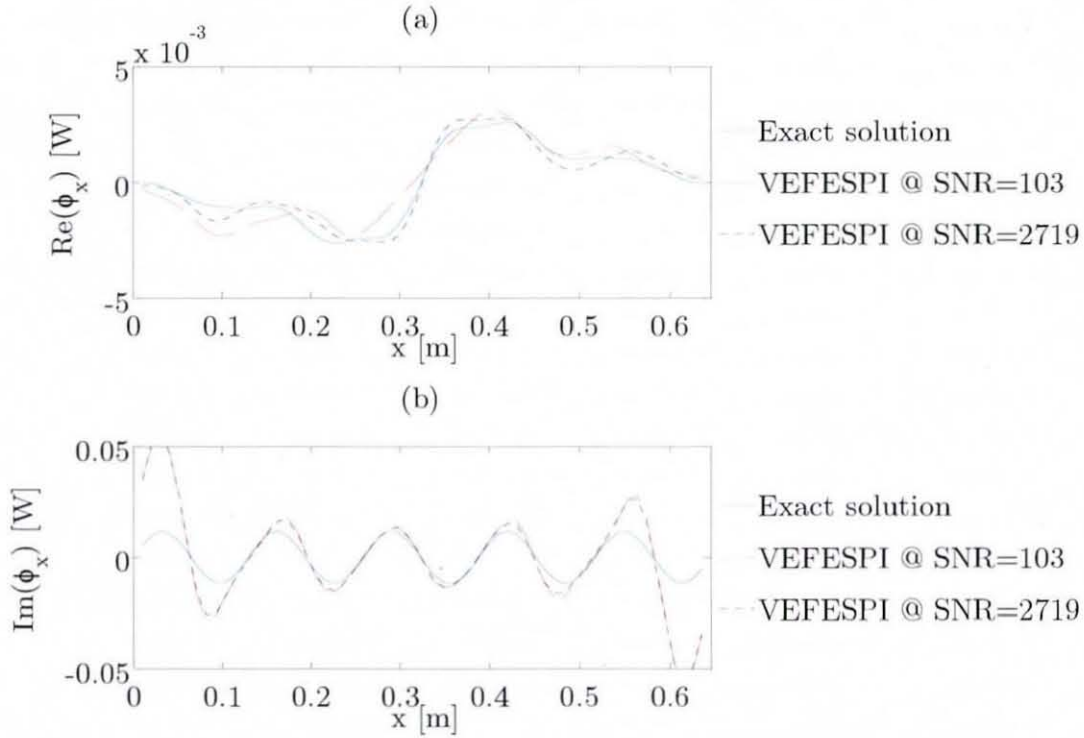 (a)
x 10^-3
5
0
-5
Re(ϕ_x) [W]
0 0.1 0.2 0.3 0.4 0.5 0.6
x [m]
Exact solution
VEFESPI @ SNR=103
VEFESPI @ SNR=2719
(b)
0.05
0
-0.05
Im(ϕ_x) [W]
0 0.1 0.2 0.3 0.4 0.5 0.6
x [m]
Exact solution
VEFESPI @ SNR=103
VEFESPI @ SNR=2719